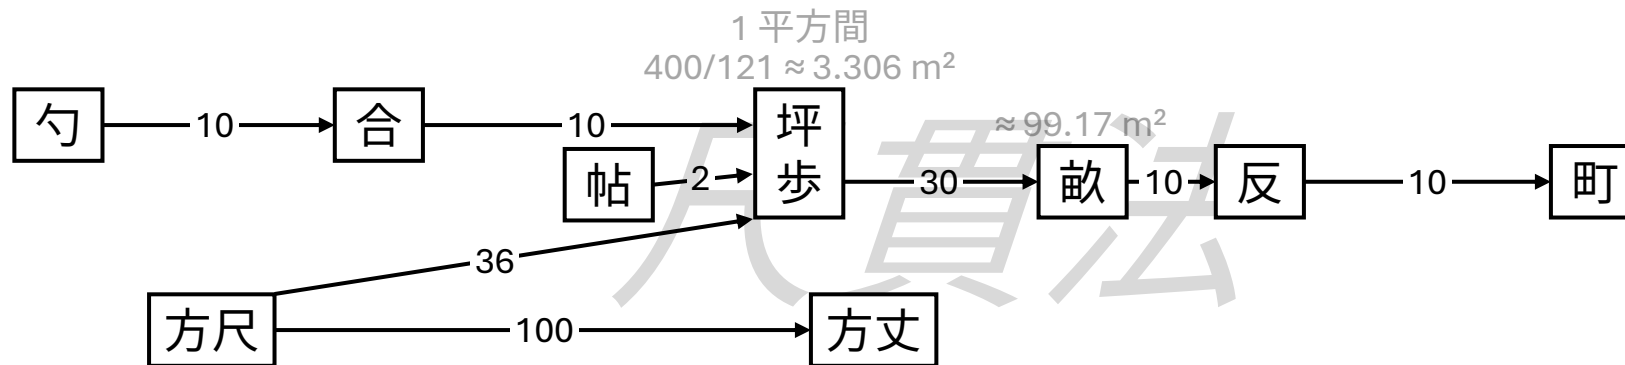 1 平方間
400/121 ≈ 3.306 m²
≈ 99.17 m²
勺
10
合
10
坪
歩
帖
2
30
畝
10
反
10
町
36
方尺
100
方丈
尺貫法